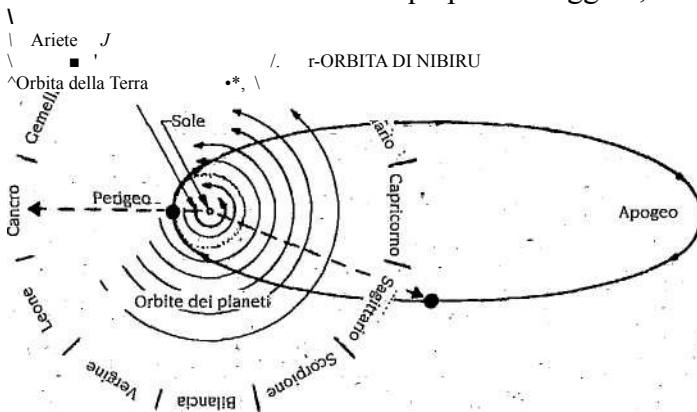 \
\ Ariete J
\ ■ ' /. r-ORBITA DI NIBIRU
^Orbita della Terra •*, \
Gemelli
Sole
Perigeo
Cancro
Capricorno
Apogeo
Orbite dei pianeti
Sagittario
Leone
Vergine
Bilancia
Scorpione